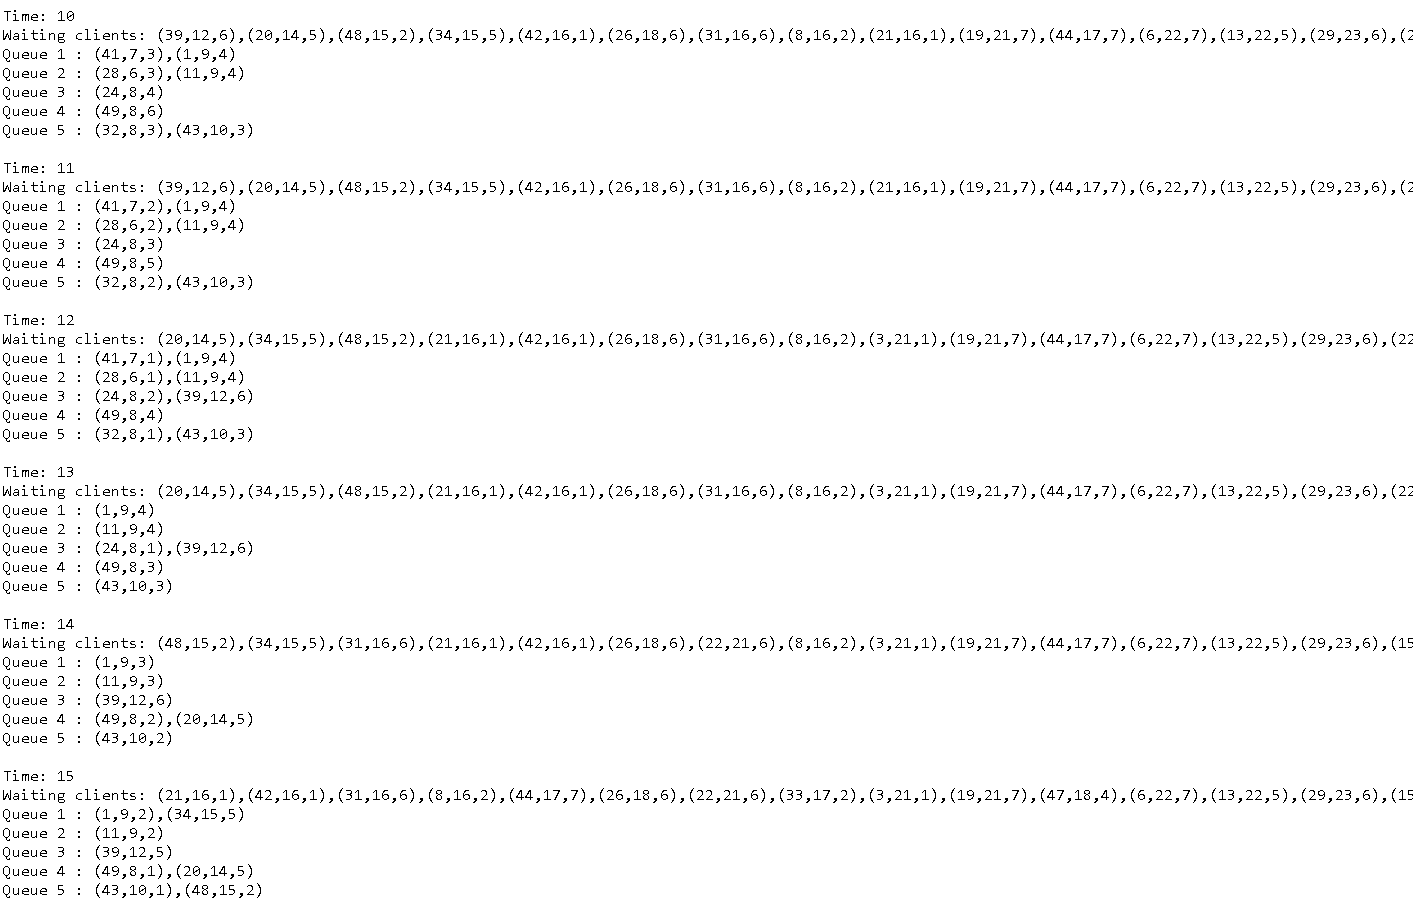 Time: 10
Waiting clients: (39,12,6),(20,14,5),(48,15,2),(34,15,5),(42,16,1),(26,18,6),(31,16,6),(8,16,2),(21,16,1),(19,21,7),(44,17,7),(6,22,7),(13,22,5),(29,23,6),(2
Queue 1 : (41,7,3),(1,9,4)
Queue 2 : (28,6,3),(11,9,4)
Queue 3 : (24,8,4)
Queue 4 : (49,8,6)
Queue 5 : (32,8,3),(43,10,3)
Time: 11
Waiting clients: (39,12,6),(20,14,5),(48,15,2),(34,15,5),(42,16,1),(26,18,6),(31,16,6),(8,16,2),(21,16,1),(19,21,7),(44,17,7),(6,22,7),(13,22,5),(29,23,6),(2
Queue 1 : (41,7,2),(1,9,4)
Queue 2 : (28,6,2),(11,9,4)
Queue 3 : (24,8,3)
Queue 4 : (49,8,5)
Queue 5 : (32,8,2),(43,10,3)
Time: 12
Waiting clients: (20,14,5),(34,15,5),(48,15,2),(21,16,1),(42,16,1),(26,18,6),(31,16,6),(8,16,2),(3,21,1),(19,21,7),(44,17,7),(6,22,7),(13,22,5),(29,23,6),(22
Queue 1 : (41,7,1),(1,9,4)
Queue 2 : (28,6,1),(11,9,4)
Queue 3 : (24,8,2),(39,12,6)
Queue 4 : (49,8,4)
Queue 5 : (32,8,1),(43,10,3)
Time: 13
Waiting clients: (20,14,5),(34,15,5),(48,15,2),(21,16,1),(42,16,1),(26,18,6),(31,16,6),(8,16,2),(3,21,1),(19,21,7),(44,17,7),(6,22,7),(13,22,5),(29,23,6),(22
Queue 1 : (1,9,4)
Queue 2 : (11,9,4)
Queue 3 : (24,8,1),(39,12,6)
Queue 4 : (49,8,3)
Queue 5 : (43,10,3)
Time: 14
Waiting clients: (48,15,2),(34,15,5),(31,16,6),(21,16,1),(42,16,1),(26,18,6),(22,21,6),(8,16,2),(3,21,1),(19,21,7),(44,17,7),(6,22,7),(13,22,5),(29,23,6),(15
Queue 1 : (1,9,3)
Queue 2 : (11,9,3)
Queue 3 : (39,12,6)
Queue 4 : (49,8,2),(20,14,5)
Queue 5 : (43,10,2)
Time: 15
Waiting clients: (21,16,1),(42,16,1),(31,16,6),(8,16,2),(44,17,7),(26,18,6),(22,21,6),(33,17,2),(3,21,1),(19,21,7),(47,18,4),(6,22,7),(13,22,5),(29,23,6),(15
Queue 1 : (1,9,2),(34,15,5)
Queue 2 : (11,9,2)
Queue 3 : (39,12,5)
Queue 4 : (49,8,1),(20,14,5)
Queue 5 : (43,10,1),(48,15,2)